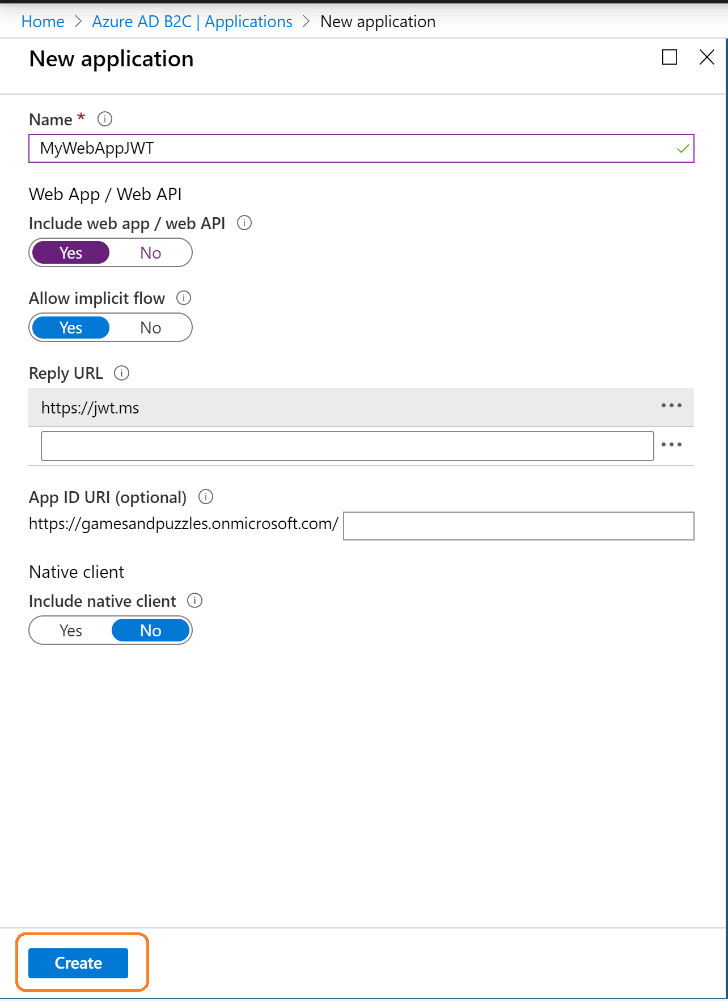 Home > Azure AD B2C | Applications > New application
New application
Name *
MyWebAppJWT
Web App / Web API
Include web app / web API
Yes No
Allow implicit flow
Yes No
Reply URL
https://jwt.ms
App ID URI (optional)
https://gamesandpuzzles.onmicrosoft.com/
Native client
Include native client
Yes No
Create